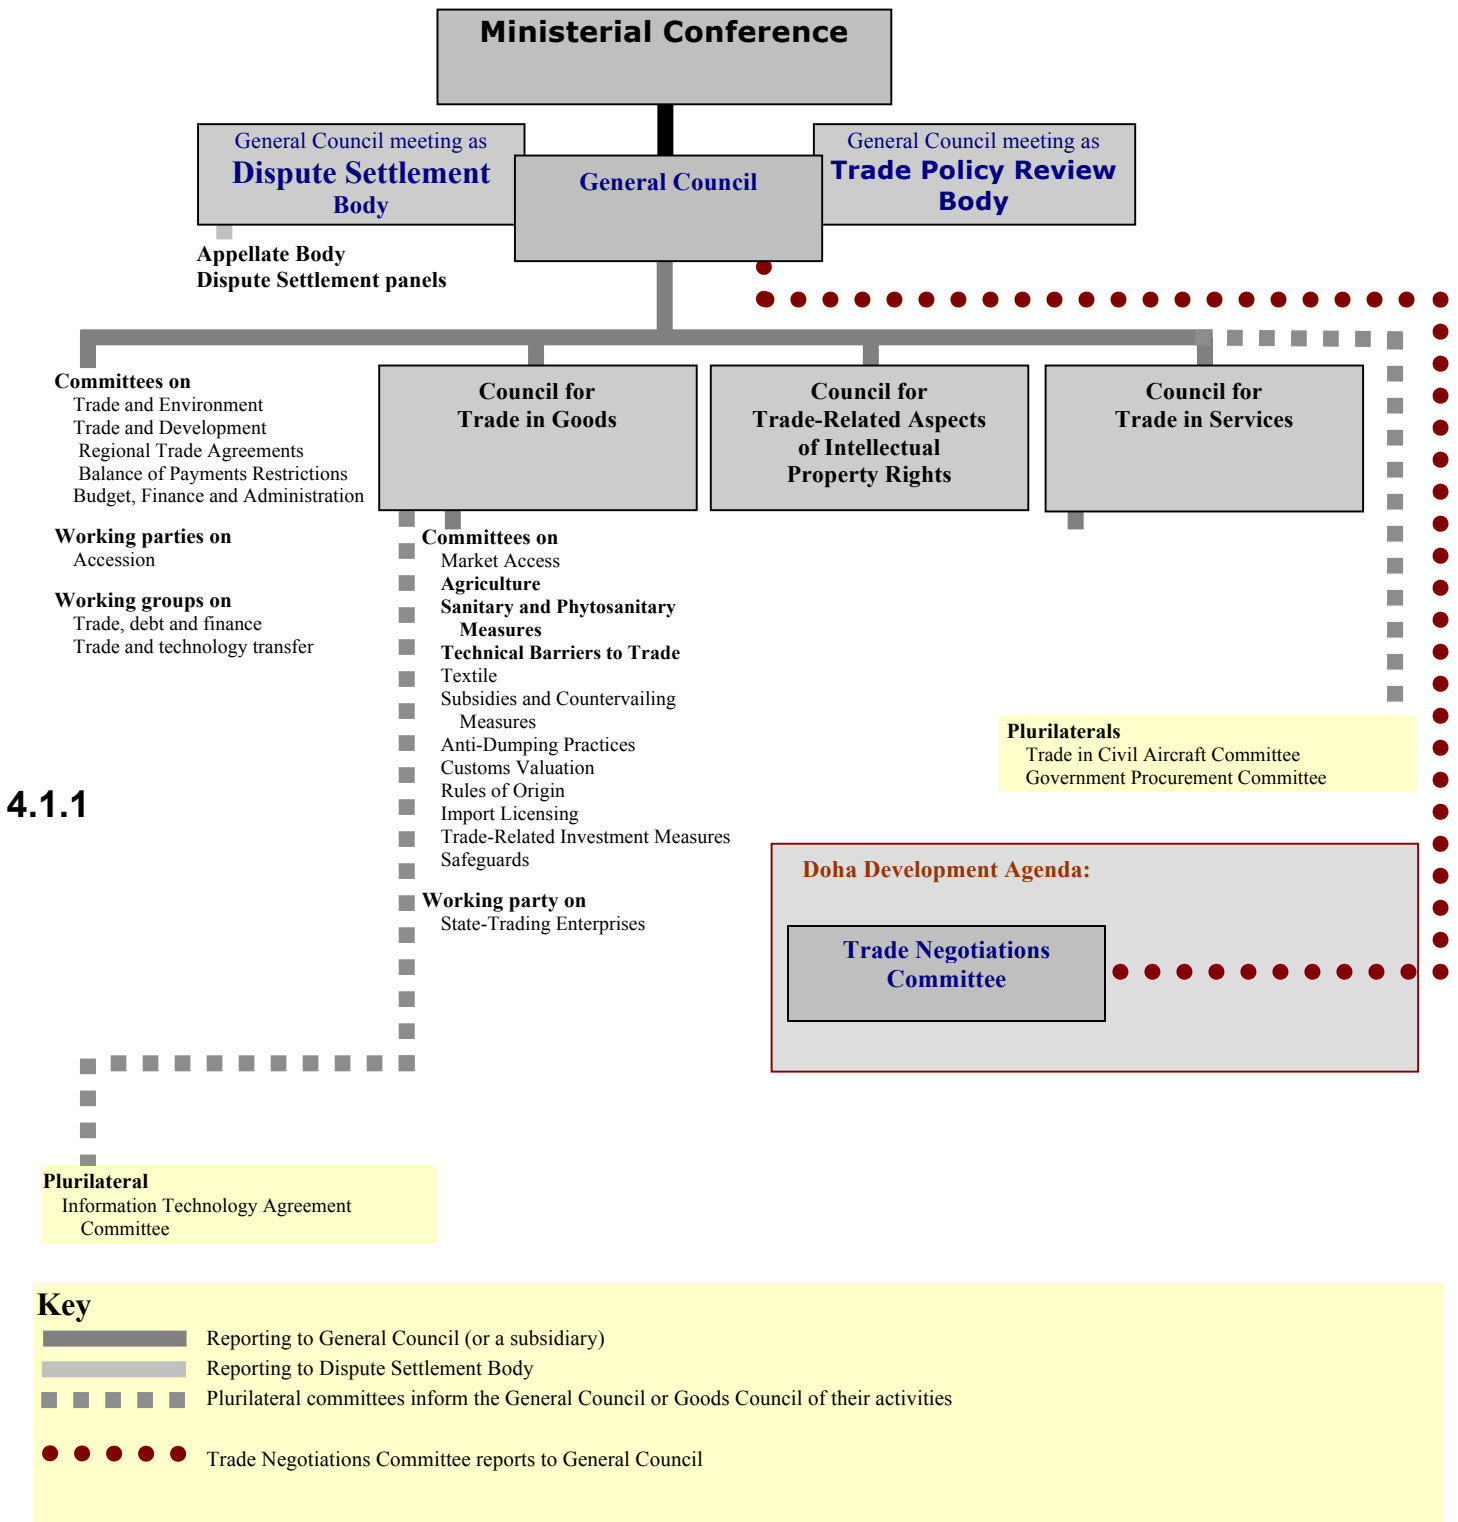 Ministerial Conference
General Council meeting as
Dispute Settlement
Body
General Council
General Council meeting as
Trade Policy Review
Body
Appellate Body
Dispute Settlement panels
Committees on
Trade and Environment
Trade and Development
Regional Trade Agreements
Balance of Payments Restrictions
Budget, Finance and Administration
Working parties on
Accession
Working groups on
Trade, debt and finance
Trade and technology transfer
Council for
Trade in Goods
Council for
Trade-Related Aspects
of Intellectual
Property Rights
Council for
Trade in Services
Committees on
Market Access
Agriculture
Sanitary and Phytosanitary
Measures
Technical Barriers to Trade
Textile
Subsidies and Countervailing
Measures
Anti-Dumping Practices
Customs Valuation
Rules of Origin
Import Licensing
Trade-Related Investment Measures
Safeguards
Working party on
State-Trading Enterprises
Plurilaterals
Trade in Civil Aircraft Committee
Government Procurement Committee
4.1.1
Doha Development Agenda:
Trade Negotiations
Committee
Plurilateral
Information Technology Agreement
Committee
Key
Reporting to General Council (or a subsidiary)
Reporting to Dispute Settlement Body
Plurilateral committees inform the General Council or Goods Council of their activities
Trade Negotiations Committee reports to General Council